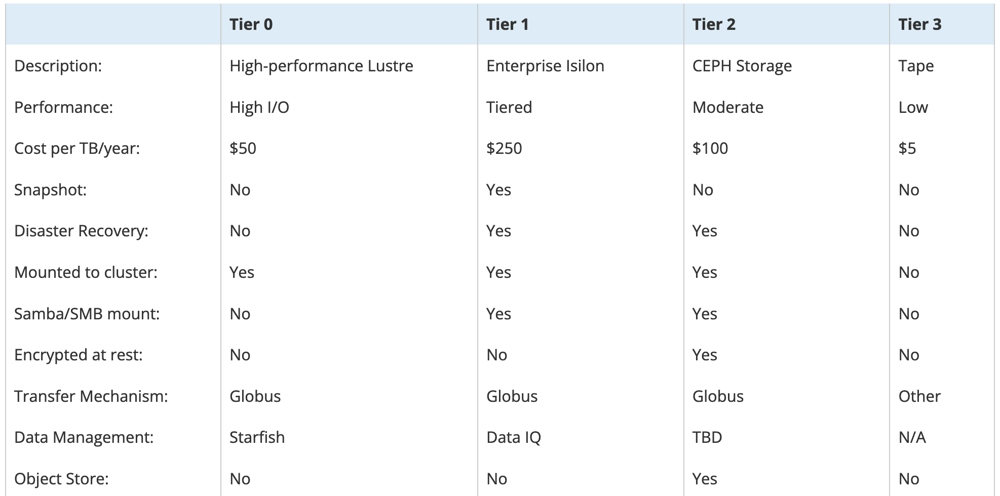 Tier 0 Tier 1 Tier 2 Tier 3
Description: High-performance Lustre Enterprise Isilon CEPH Storage Tape
Performance: High I/O Tiered Moderate Low
Cost per TB/year: $50 $250 $100 $5
Snapshot: No Yes No No
Disaster Recovery: No Yes Yes No
Mounted to cluster: Yes Yes Yes No
Samba/SMB mount: No Yes Yes No
Encrypted at rest: No No Yes No
Transfer Mechanism: Globus Globus Globus Other
Data Management: Starfish Data IQ TBD N/A
Object Store: No No Yes No